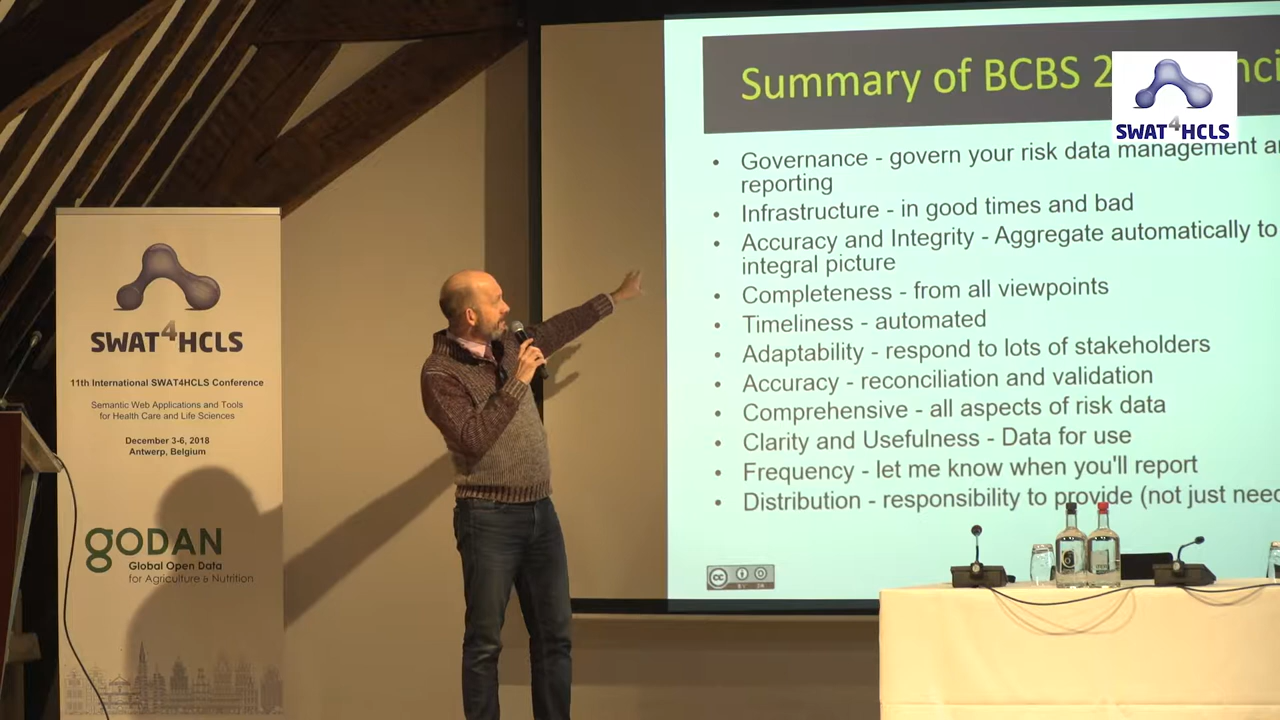 SWAT4HCLS
11th International SWAT4HCLS Conference
Semantic Web Applications and Tools
for Health Care and Life Sciences
December 3-6, 2018
Antwerp, Belgium
GODAN
Global Open Data
for Agriculture & Nutrition
Summary of BCBS 2
SWAT4HCLS
• Governance - govern your risk data management
reporting
• Infrastructure - in good times and bad
• Accuracy and Integrity - Aggregate automatically to
integral picture
• Completeness - from all viewpoints
• Timeliness - automated
• Adaptability - respond to lots of stakeholders
• Accuracy - reconciliation and validation
• Comprehensive - all aspects of risk data
• Clarity and Usefulness - Data for use
• Frequency - let me know when you'll report
• Distribution - responsibility to provide (not just need
cc